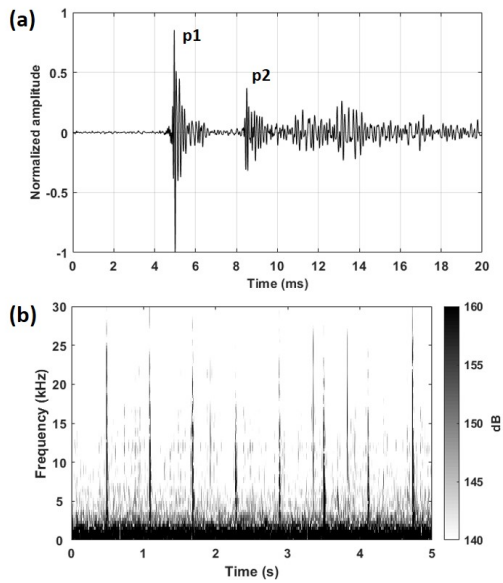 (a)
1
0.5
0
-0.5
-1
Normalized amplitude
p1
p2
0 2 4 6 8 10 12 14 16 18 20
Time (ms)
(b)
30
25
20
15
10
5
0
Frequency (kHz)
0 1 2 3 4 5
Time (s)
160
155
150
145
140
dB